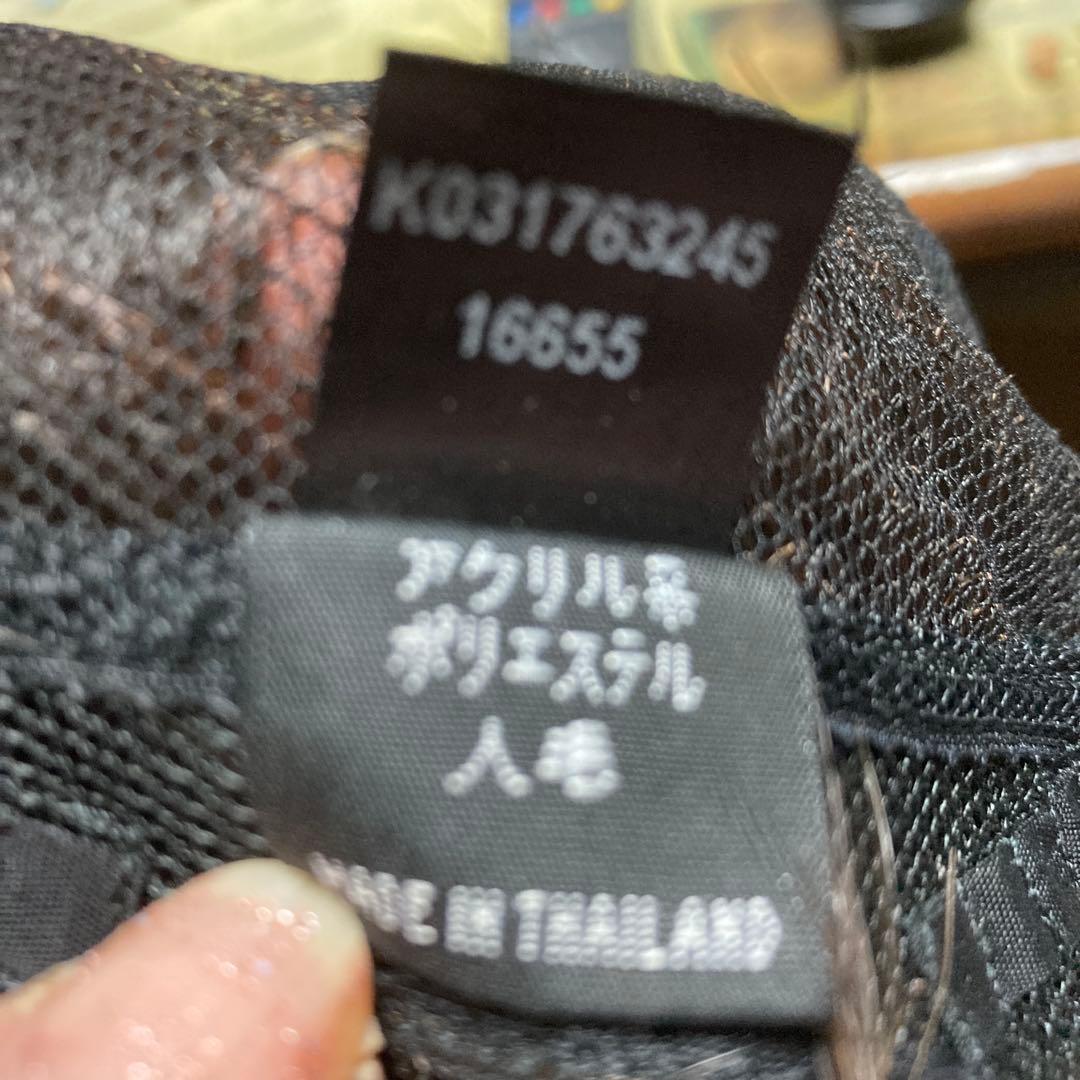 K031763245
16655
アクリル系
ポリエステル
人毛
MADE IN THAILAND